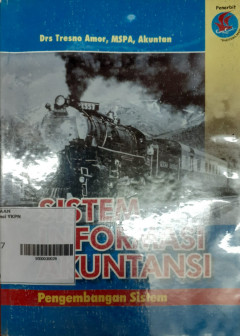 Penerbit
Drs Tresno Amor, MSPA, Akuntan
SISTEM
INFORMASI
AKUNTANSI
Pengembangan Sistem